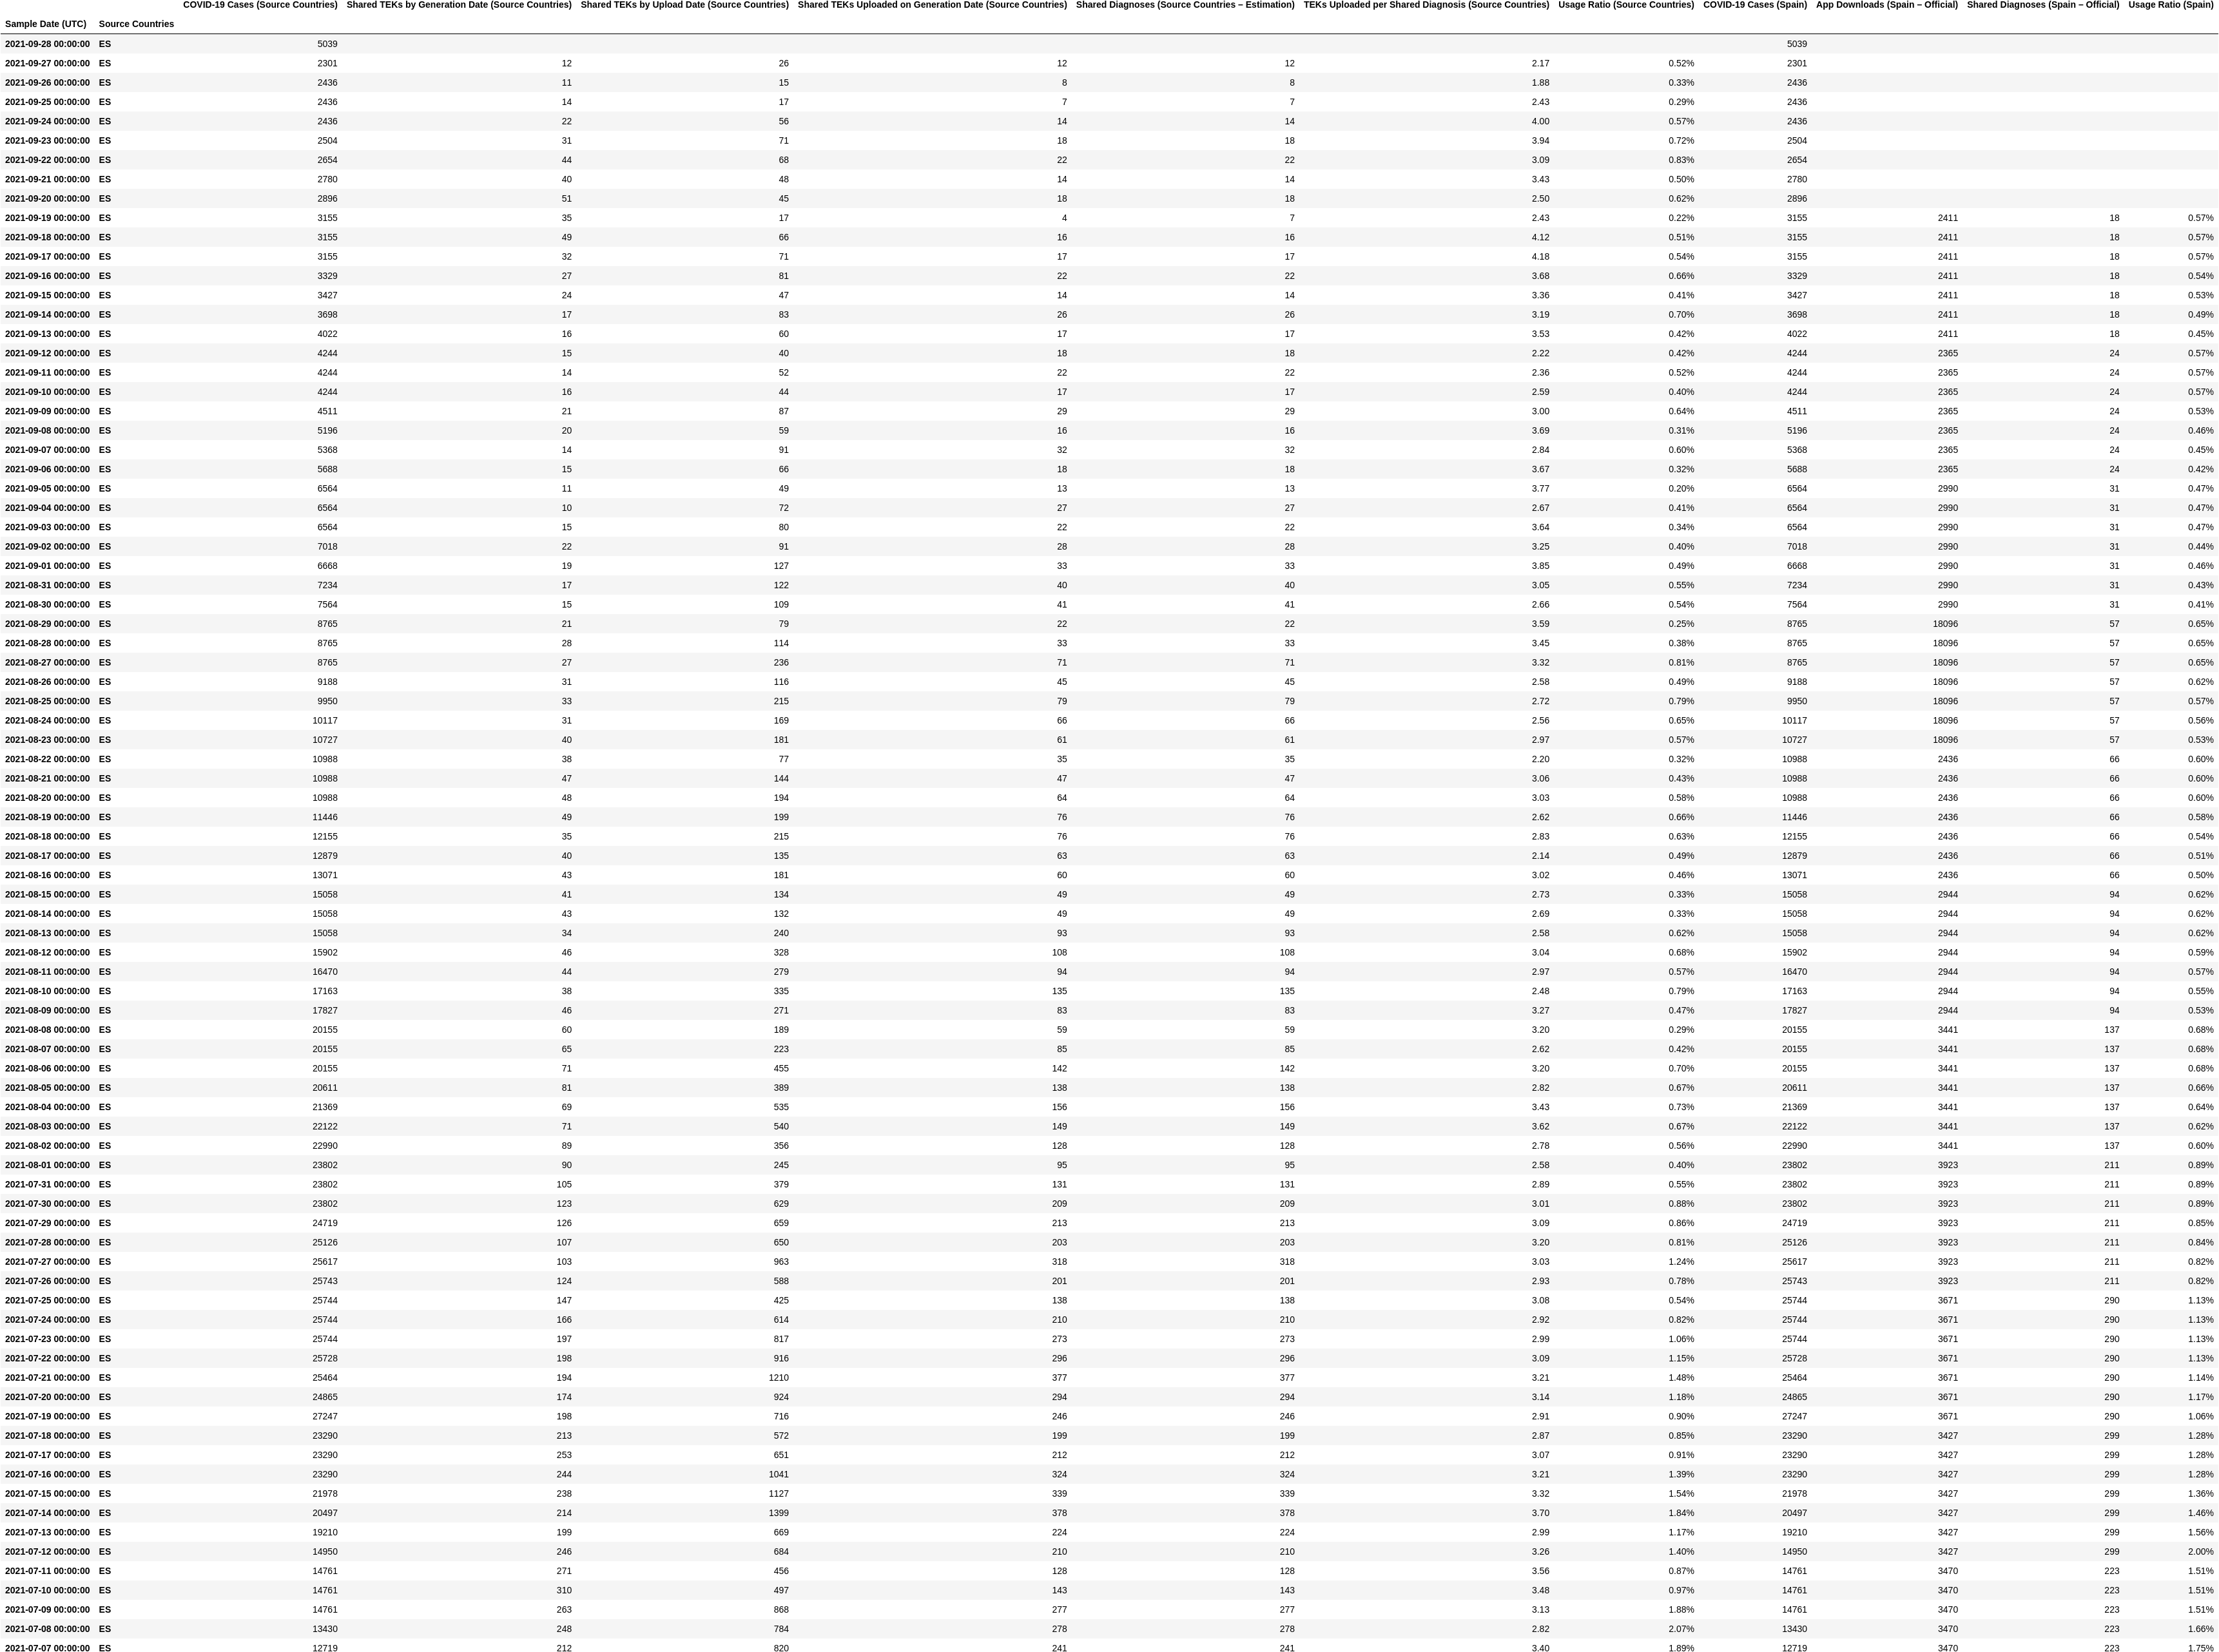 COVID-19 Cases (Source Countries) Shared TEKs by Generation Date (Source Countries) Shared TEKs by Upload Date (Source Countries) Shared TEKs Uploaded on Generation Date (Source Countries) Shared Diagnoses (Source Countries – Estimation) TEKs Uploaded per Shared Diagnosis (Source Countries) Usage Ratio (Source Countries) COVID-19 Cases (Spain) App Downloads (Spain – Official) Shared Diagnoses (Spain – Official) Usage Ratio (Spain)
Sample Date (UTC) Source Countries
2021-09-28 00:00:00 ES 5039 5039
2021-09-27 00:00:00 ES 2301 12 26 12 12 2.17 0.52% 2301
2021-09-26 00:00:00 ES 2436 11 15 8 8 1.88 0.33% 2436
2021-09-25 00:00:00 ES 2436 14 17 7 7 2.43 0.29% 2436
2021-09-24 00:00:00 ES 2436 22 56 14 14 4.00 0.57% 2436
2021-09-23 00:00:00 ES 2504 31 71 18 18 3.94 0.72% 2504
2021-09-22 00:00:00 ES 2654 44 68 22 22 3.09 0.83% 2654
2021-09-21 00:00:00 ES 2780 40 48 14 14 3.43 0.50% 2780
2021-09-20 00:00:00 ES 2896 51 45 18 18 2.50 0.62% 2896
2021-09-19 00:00:00 ES 3155 35 17 4 7 2.43 0.22% 3155 2411 18 0.57%
2021-09-18 00:00:00 ES 3155 49 66 16 16 4.12 0.51% 3155 2411 18 0.57%
2021-09-17 00:00:00 ES 3155 32 71 17 17 4.18 0.54% 3155 2411 18 0.57%
2021-09-16 00:00:00 ES 3329 27 81 22 22 3.68 0.66% 3329 2411 18 0.54%
2021-09-15 00:00:00 ES 3427 24 47 14 14 3.36 0.41% 3427 2411 18 0.53%
2021-09-14 00:00:00 ES 3698 17 83 26 26 3.19 0.70% 3698 2411 18 0.49%
2021-09-13 00:00:00 ES 4022 16 60 17 17 3.53 0.42% 4022 2411 18 0.45%
2021-09-12 00:00:00 ES 4244 15 40 18 18 2.22 0.42% 4244 2365 24 0.57%
2021-09-11 00:00:00 ES 4244 14 52 22 22 2.36 0.52% 4244 2365 24 0.57%
2021-09-10 00:00:00 ES 4244 16 44 17 17 2.59 0.40% 4244 2365 24 0.57%
2021-09-09 00:00:00 ES 4511 21 87 29 29 3.00 0.64% 4511 2365 24 0.53%
2021-09-08 00:00:00 ES 5196 20 59 16 16 3.69 0.31% 5196 2365 24 0.46%
2021-09-07 00:00:00 ES 5368 14 91 32 32 2.84 0.60% 5368 2365 24 0.45%
2021-09-06 00:00:00 ES 5688 15 66 18 18 3.67 0.32% 5688 2365 24 0.42%
2021-09-05 00:00:00 ES 6564 11 49 13 13 3.77 0.20% 6564 2990 31 0.47%
2021-09-04 00:00:00 ES 6564 10 72 27 27 2.67 0.41% 6564 2990 31 0.47%
2021-09-03 00:00:00 ES 6564 15 80 22 22 3.64 0.34% 6564 2990 31 0.47%
2021-09-02 00:00:00 ES 7018 22 91 28 28 3.25 0.40% 7018 2990 31 0.44%
2021-09-01 00:00:00 ES 6668 19 127 33 33 3.85 0.49% 6668 2990 31 0.46%
2021-08-31 00:00:00 ES 7234 17 122 40 40 3.05 0.55% 7234 2990 31 0.43%
2021-08-30 00:00:00 ES 7564 15 109 41 41 2.66 0.54% 7564 2990 31 0.41%
2021-08-29 00:00:00 ES 8765 21 79 22 22 3.59 0.25% 8765 18096 57 0.65%
2021-08-28 00:00:00 ES 8765 28 114 33 33 3.45 0.38% 8765 18096 57 0.65%
2021-08-27 00:00:00 ES 8765 27 236 71 71 3.32 0.81% 8765 18096 57 0.65%
2021-08-26 00:00:00 ES 9188 31 116 45 45 2.58 0.49% 9188 18096 57 0.62%
2021-08-25 00:00:00 ES 9950 33 215 79 79 2.72 0.79% 9950 18096 57 0.57%
2021-08-24 00:00:00 ES 10117 31 169 66 66 2.56 0.65% 10117 18096 57 0.56%
2021-08-23 00:00:00 ES 10727 40 181 61 61 2.97 0.57% 10727 18096 57 0.53%
2021-08-22 00:00:00 ES 10988 38 77 35 35 2.20 0.32% 10988 2436 66 0.60%
2021-08-21 00:00:00 ES 10988 47 144 47 47 3.06 0.43% 10988 2436 66 0.60%
2021-08-20 00:00:00 ES 10988 48 194 64 64 3.03 0.58% 10988 2436 66 0.60%
2021-08-19 00:00:00 ES 11446 49 199 76 76 2.62 0.66% 11446 2436 66 0.58%
2021-08-18 00:00:00 ES 12155 35 215 76 76 2.83 0.63% 12155 2436 66 0.54%
2021-08-17 00:00:00 ES 12879 40 135 63 63 2.14 0.49% 12879 2436 66 0.51%
2021-08-16 00:00:00 ES 13071 43 181 60 60 3.02 0.46% 13071 2436 66 0.50%
2021-08-15 00:00:00 ES 15058 41 134 49 49 2.73 0.33% 15058 2944 94 0.62%
2021-08-14 00:00:00 ES 15058 43 132 49 49 2.69 0.33% 15058 2944 94 0.62%
2021-08-13 00:00:00 ES 15058 34 240 93 93 2.58 0.62% 15058 2944 94 0.62%
2021-08-12 00:00:00 ES 15902 46 328 108 108 3.04 0.68% 15902 2944 94 0.59%
2021-08-11 00:00:00 ES 16470 44 279 94 94 2.97 0.57% 16470 2944 94 0.57%
2021-08-10 00:00:00 ES 17163 38 335 135 135 2.48 0.79% 17163 2944 94 0.55%
2021-08-09 00:00:00 ES 17827 46 271 83 83 3.27 0.47% 17827 2944 94 0.53%
2021-08-08 00:00:00 ES 20155 60 189 59 59 3.20 0.29% 20155 3441 137 0.68%
2021-08-07 00:00:00 ES 20155 65 223 85 85 2.62 0.42% 20155 3441 137 0.68%
2021-08-06 00:00:00 ES 20155 71 455 142 142 3.20 0.70% 20155 3441 137 0.68%
2021-08-05 00:00:00 ES 20611 81 389 138 138 2.82 0.67% 20611 3441 137 0.66%
2021-08-04 00:00:00 ES 21369 69 535 156 156 3.43 0.73% 21369 3441 137 0.64%
2021-08-03 00:00:00 ES 22122 71 540 149 149 3.62 0.67% 22122 3441 137 0.62%
2021-08-02 00:00:00 ES 22990 89 356 128 128 2.78 0.56% 22990 3441 137 0.60%
2021-08-01 00:00:00 ES 23802 90 245 95 95 2.58 0.40% 23802 3923 211 0.89%
2021-07-31 00:00:00 ES 23802 105 379 131 131 2.89 0.55% 23802 3923 211 0.89%
2021-07-30 00:00:00 ES 23802 123 629 209 209 3.01 0.88% 23802 3923 211 0.89%
2021-07-29 00:00:00 ES 24719 126 659 213 213 3.09 0.86% 24719 3923 211 0.85%
2021-07-28 00:00:00 ES 25126 107 650 203 203 3.20 0.81% 25126 3923 211 0.84%
2021-07-27 00:00:00 ES 25617 103 963 318 318 3.03 1.24% 25617 3923 211 0.82%
2021-07-26 00:00:00 ES 25743 124 588 201 201 2.93 0.78% 25743 3923 211 0.82%
2021-07-25 00:00:00 ES 25744 147 425 138 138 3.08 0.54% 25744 3671 290 1.13%
2021-07-24 00:00:00 ES 25744 166 614 210 210 2.92 0.82% 25744 3671 290 1.13%
2021-07-23 00:00:00 ES 25744 197 817 273 273 2.99 1.06% 25744 3671 290 1.13%
2021-07-22 00:00:00 ES 25728 198 916 296 296 3.09 1.15% 25728 3671 290 1.13%
2021-07-21 00:00:00 ES 25464 194 1210 377 377 3.21 1.48% 25464 3671 290 1.14%
2021-07-20 00:00:00 ES 24865 174 924 294 294 3.14 1.18% 24865 3671 290 1.17%
2021-07-19 00:00:00 ES 27247 198 716 246 246 2.91 0.90% 27247 3671 290 1.06%
2021-07-18 00:00:00 ES 23290 213 572 199 199 2.87 0.85% 23290 3427 299 1.28%
2021-07-17 00:00:00 ES 23290 253 651 212 212 3.07 0.91% 23290 3427 299 1.28%
2021-07-16 00:00:00 ES 23290 244 1041 324 324 3.21 1.39% 23290 3427 299 1.28%
2021-07-15 00:00:00 ES 21978 238 1127 339 339 3.32 1.54% 21978 3427 299 1.36%
2021-07-14 00:00:00 ES 20497 214 1399 378 378 3.70 1.84% 20497 3427 299 1.46%
2021-07-13 00:00:00 ES 19210 199 669 224 224 2.99 1.17% 19210 3427 299 1.56%
2021-07-12 00:00:00 ES 14950 246 684 210 210 3.26 1.40% 14950 3427 299 2.00%
2021-07-11 00:00:00 ES 14761 271 456 128 128 3.56 0.87% 14761 3470 223 1.51%
2021-07-10 00:00:00 ES 14761 310 497 143 143 3.48 0.97% 14761 3470 223 1.51%
2021-07-09 00:00:00 ES 14761 263 868 277 277 3.13 1.88% 14761 3470 223 1.51%
2021-07-08 00:00:00 ES 13430 248 784 278 278 2.82 2.07% 13430 3470 223 1.66%
2021-07-07 00:00:00 ES 12719 212 820 241 241 3.40 1.89% 12719 3470 223 1.75%